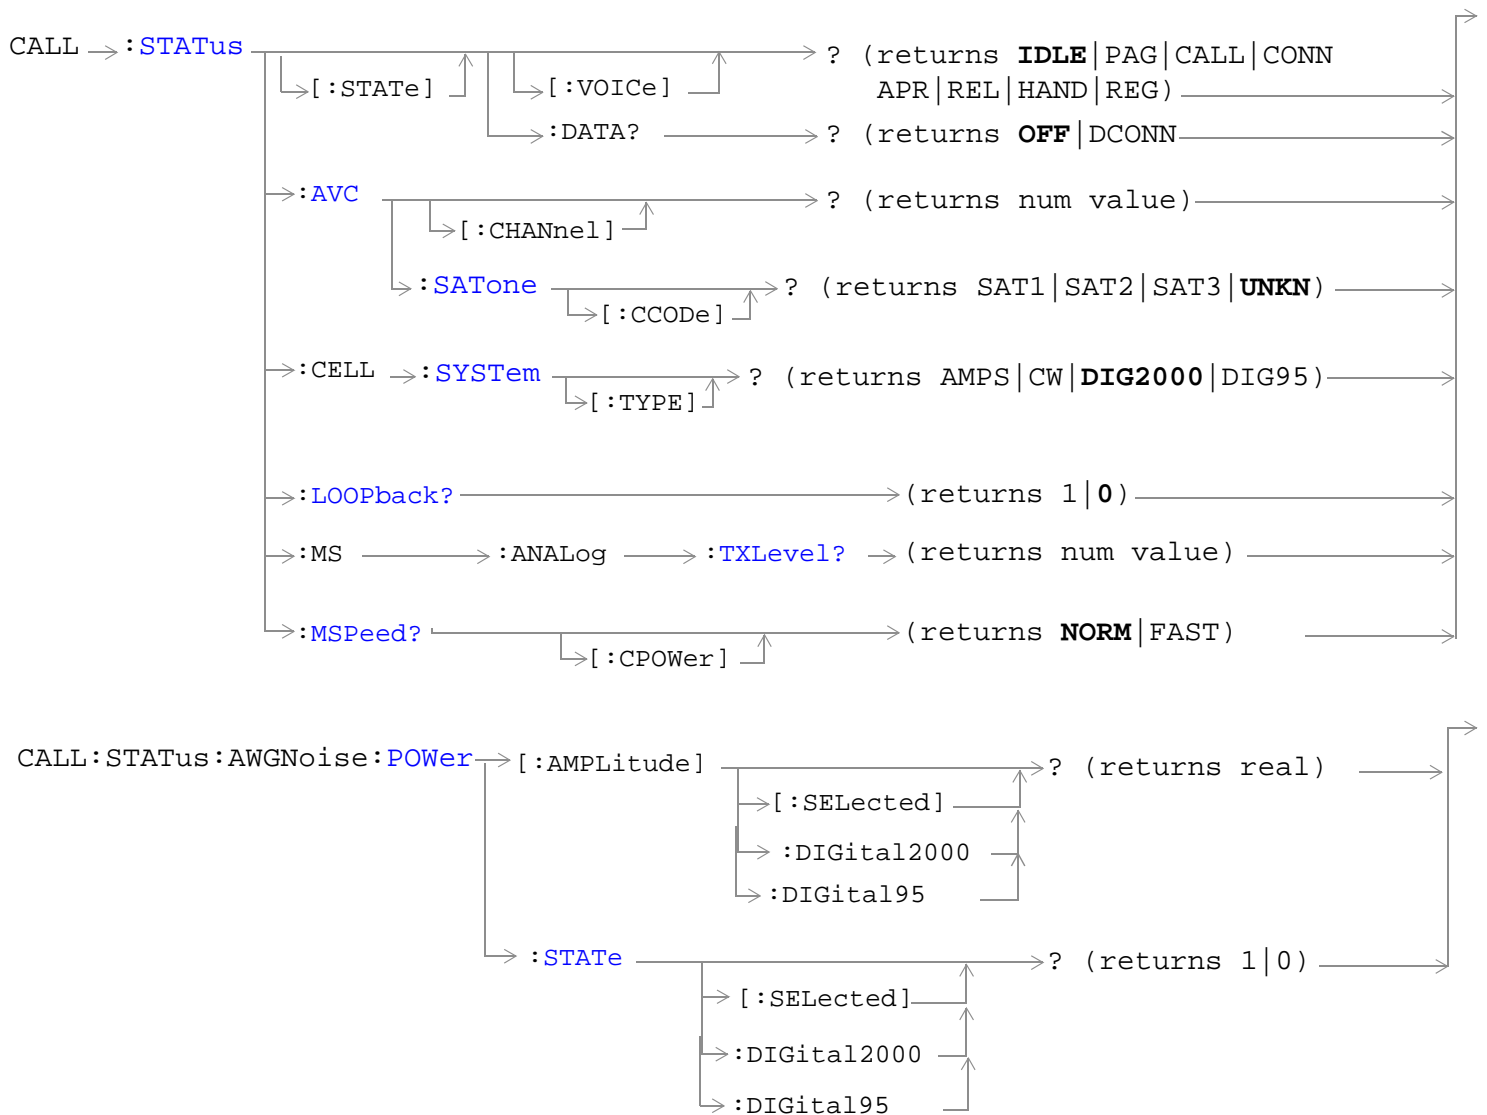 CALL :STATus ? (returns IDLE|PAG|CALL|CONN
[:STATe] [:VOICe] APR|REL|HAND|REG)
:DATA? ? (returns OFF|DCONN
:AVC ? (returns num value)
[:CHANnel]
:SATone ? (returns SAT1|SAT2|SAT3|UNKN)
[:CCODe]
:CELL :SYSTem ? (returns AMPS|CW|DIG2000|DIG95)
[:TYPE]
:LOOPback? (returns 1|0)
:MS :ANALog :TXLevel? (returns num value)
:MSPeed? (returns NORM|FAST)
[:CPOWer]
CALL:STATus:AWGNoise:POWer [:AMPLitude] ? (returns real)
[:SELected]
:DIGital2000
:DIGital95
:STATe ? (returns 1|0)
[:SELected]
:DIGital2000
:DIGital95